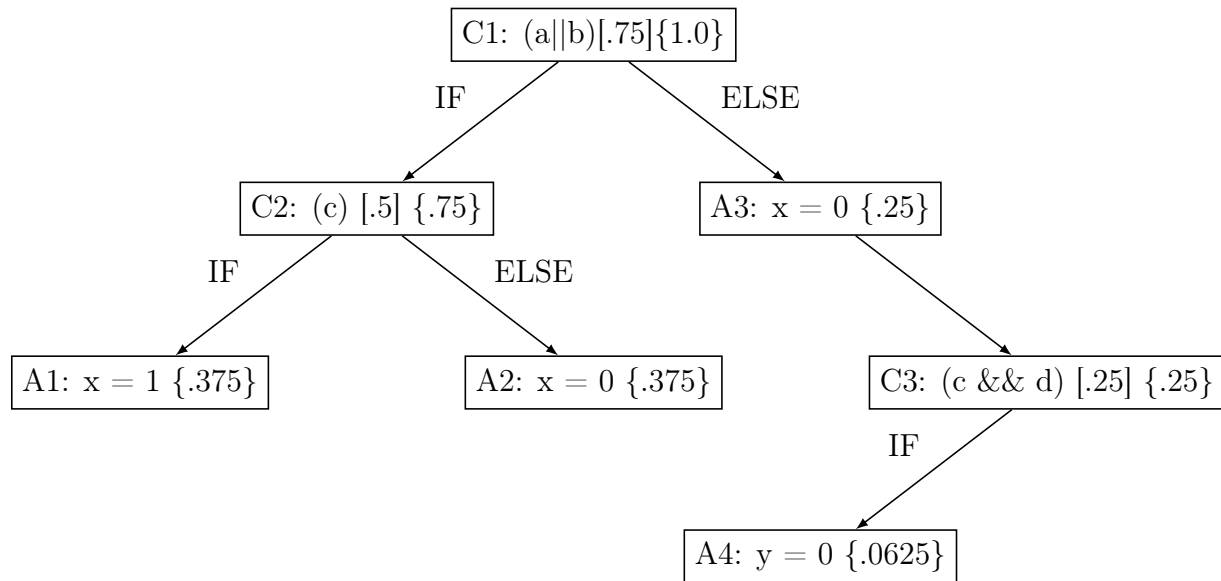 C1: (a||b)[.75]{1.0}
IF
ELSE
C2: (c) [.5] {.75}
A3: x = 0 {.25}
IF
ELSE
A1: x = 1 {.375}
A2: x = 0 {.375}
C3: (c && d) [.25] {.25}
IF
A4: y = 0 {.0625}